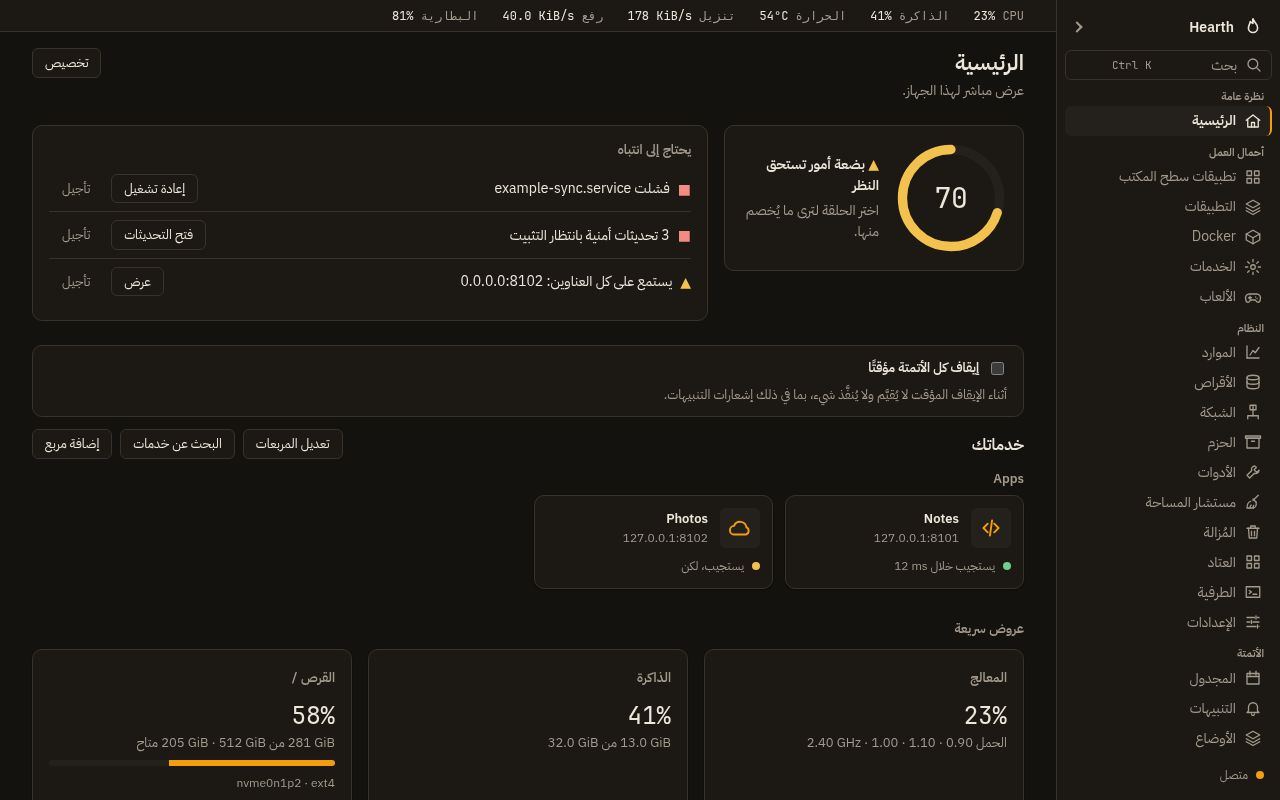 Hearth
بحث Ctrl K
نظرة عامة
الرئيسية
أحمال العمل
تطبيقات سطح المكتب
التطبيقات
Docker
الخدمات
الألعاب
النظام
الموارد
الأقراص
الشبكة
الحزم
الأدوات
مستشار المساحة
المُزالة
العتاد
الطرفية
الإعدادات
الأتمتة
المجدول
التنبيهات
الأوضاع
متصل
CPU 23% الذاكرة 41% الحرارة 54°C تنزيل 178 KiB/s رفع 40.0 KiB/s البطارية 81%
الرئيسية
تخصيص
عرض مباشر لهذا الجهاز.
70
▲ بضعة أمور تستحق
النظر
اختر الحلقة لترى ما يُخصم
منها.
يحتاج إلى انتباه
فشلت example-sync.service إعادة تشغيل تأجيل
3 تحديثات أمنية بانتظار التثبيت فتح التحديثات تأجيل
▲ يستمع على كل العناوين: 0.0.0.0:8102 عرض تأجيل
إيقاف كل الأتمتة مؤقتًا
أثناء الإيقاف المؤقت لا يُقيَّم ولا يُنفَّذ شيء، بما في ذلك إشعارات التنبيهات.
خدماتك
تعديل المربعات البحث عن خدمات إضافة مربع
Apps
Notes
127.0.0.1:8101
يستجيب خلال 12 ms
Photos
127.0.0.1:8102
يستجيب، لكن
عروض سريعة
المعالج
23%
الحمل 0.90 · 1.10 · 1.00 · 2.40 GHz
الذاكرة
41%
13.0 GiB من 32.0 GiB
القرص /
58%
281 GiB من 512 GiB · 205 GiB متاح
nvme0n1p2 · ext4